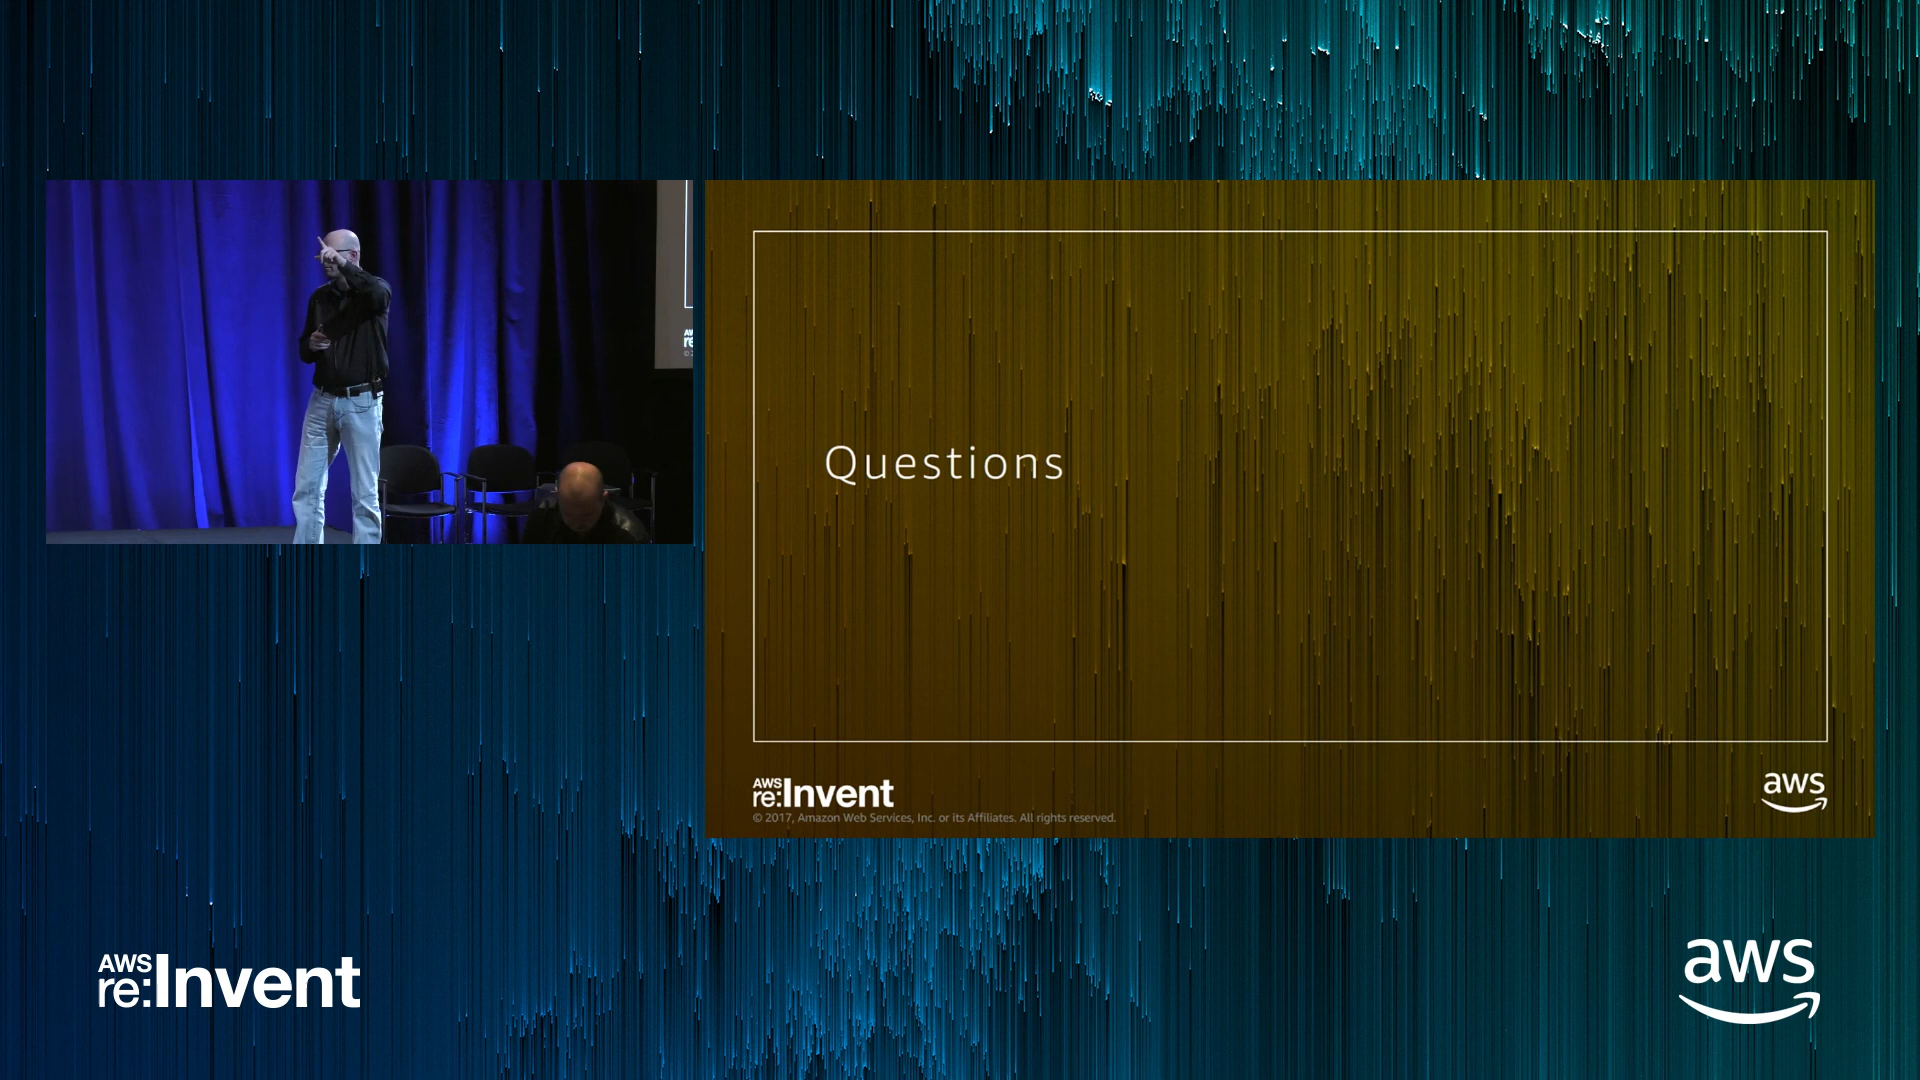 Questions
AWS
re:Invent
© 2017, Amazon Web Services, Inc. or its Affiliates. All rights reserved.
aws
AWS
re:Invent
aws